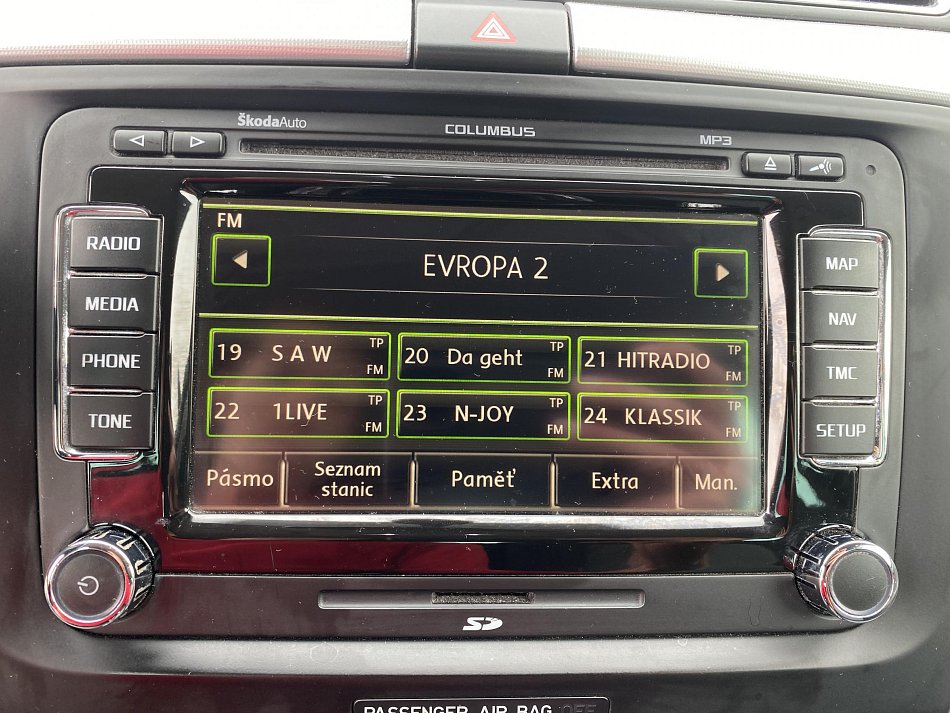 ŠkodaAuto
COLUMBUS
MP3
RADIO
MEDIA
PHONE
TONE
FM
EVROPA 2
19 S A W TP FM
20 Da geht TP FM
21 HITRADIO TP FM
22 1LIVE TP FM
23 N-JOY TP FM
24 KLASSIK TP FM
Pásmo
Seznam
stanic
Paměť
Extra
Man.
MAP
NAV
TMC
SETUP
SD
PASSENGER AIR BAG OFF